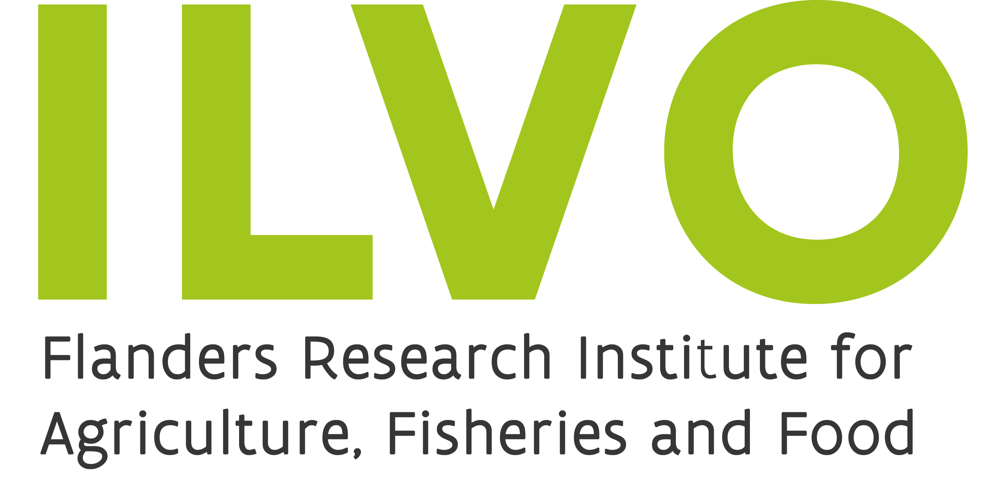 ILVO
Flanders Research Institute for
Agriculture, Fisheries and Food